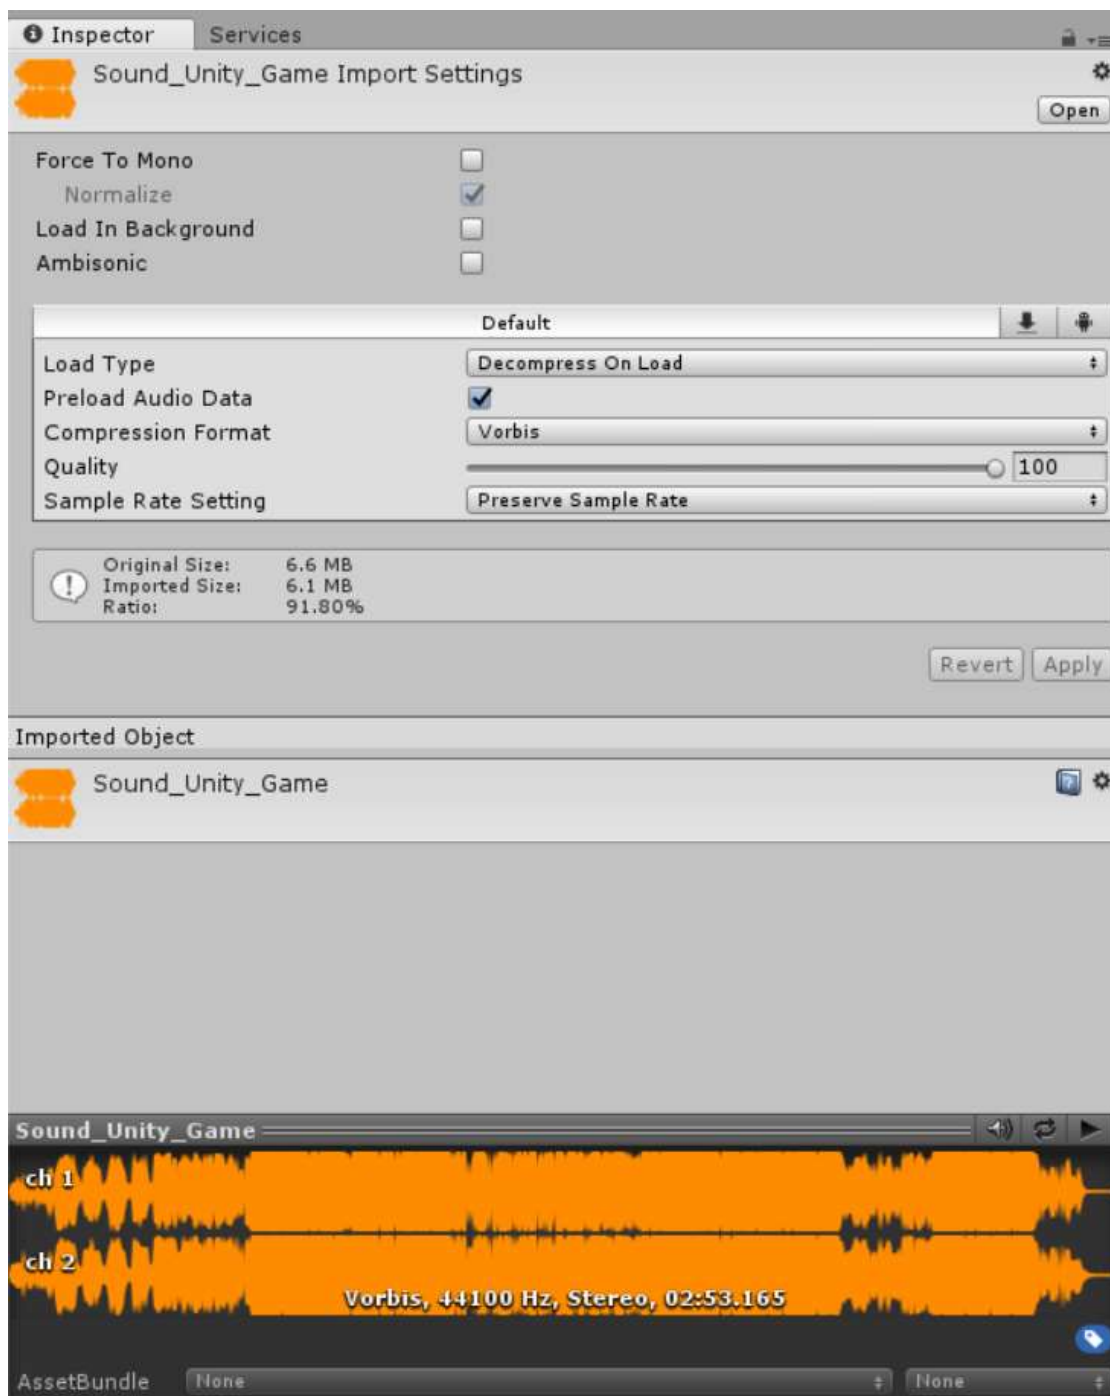 Inspector Services
Sound_Unity_Game Import Settings
Open
Force To Mono
Normalize
Load In Background
Ambisonic
Default
Load Type Decompress On Load
Preload Audio Data
Compression Format Vorbis
Quality 100
Sample Rate Setting Preserve Sample Rate
Original Size: 6.6 MB
Imported Size: 6.1 MB
Ratio: 91.80%
Revert Apply
Imported Object
Sound_Unity_Game
Sound_Unity_Game
ch 1
ch 2
Vorbis, 44100 Hz, Stereo, 02:53.165
AssetBundle None None